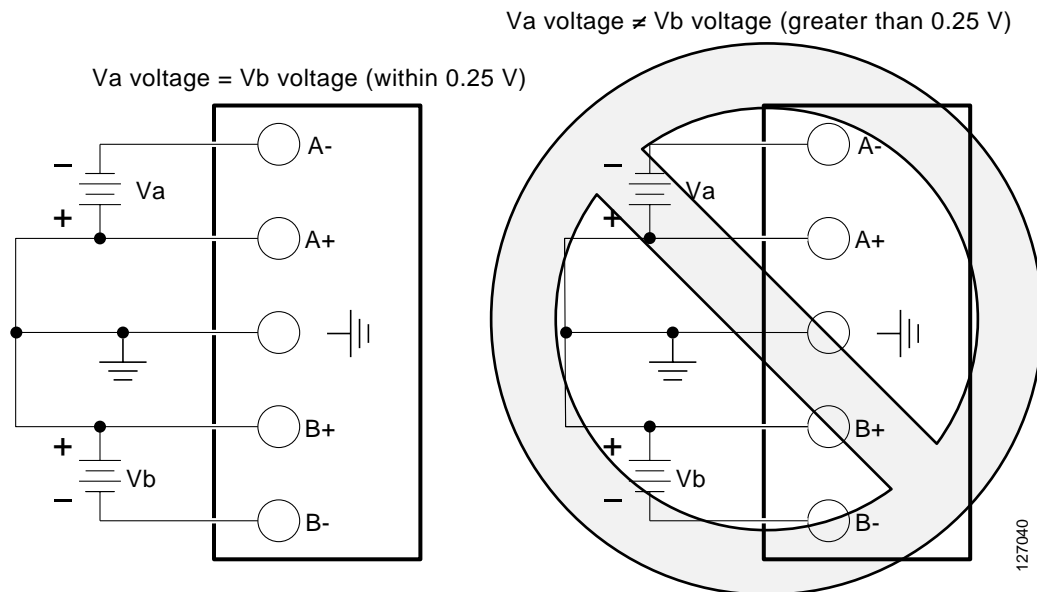 Va voltage ≠ Vb voltage (greater than 0.25 V)
Va voltage = Vb voltage (within 0.25 V)
A-
−
Va
+
A+
B+
+
Vb
−
B-
A-
−
Va
+
A+
B+
+
Vb
−
B-
127040